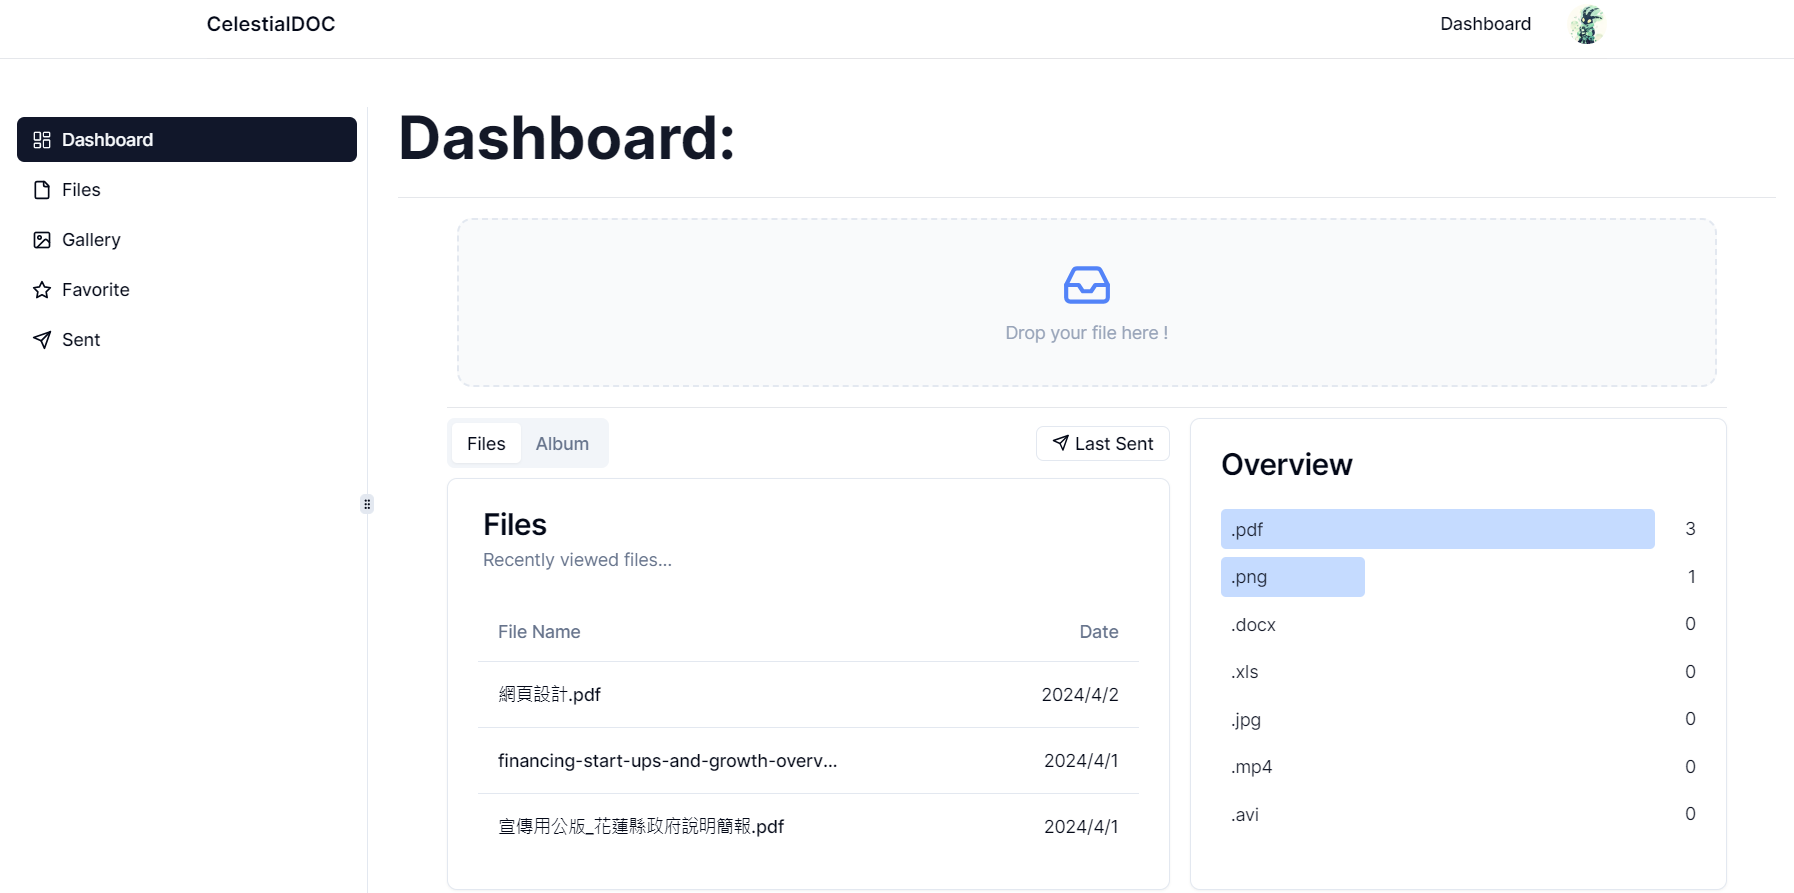 CelestialDOC
Dashboard
Dashboard
Files
Gallery
Favorite
Sent
Dashboard:
Drop your file here !
Files
Album
Last Sent
Files
Recently viewed files...
File Name Date
網頁設計.pdf 2024/4/2
financing-start-ups-and-growth-overv... 2024/4/1
宣傳用公版_花蓮縣政府說明簡報.pdf 2024/4/1
Overview
.pdf 3
.png 1
.docx 0
.xls 0
.jpg 0
.mp4 0
.avi 0